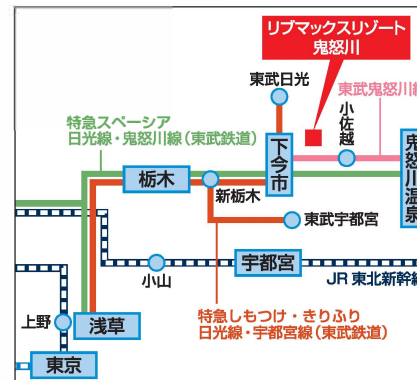 リブマックスリゾート
鬼怒川
東武日光
東武鬼怒川線
小佐越
特急スペーシア
日光線・鬼怒川線（東武鉄道）
下今市
鬼怒川温泉
栃木
新栃木
東武宇都宮
宇都宮
小山
JR 東北新幹線
特急しもつけ・きりふり
日光線・宇都宮線（東武鉄道）
上野
浅草
東京